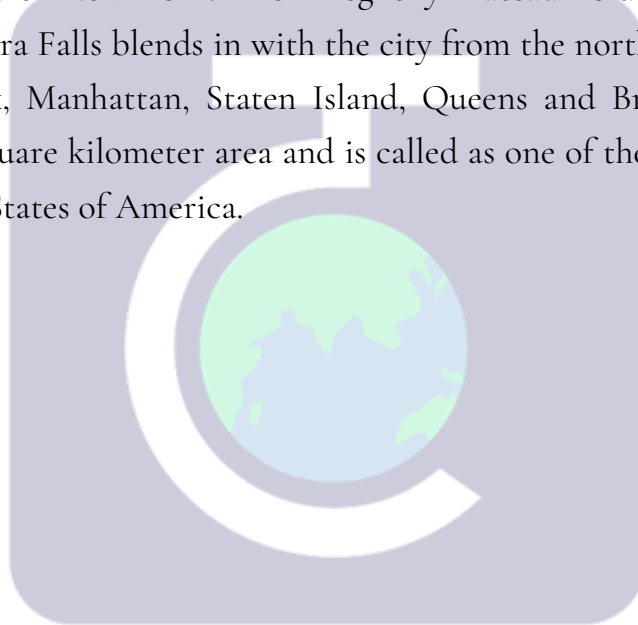 ra Falls blends in with the city from the nort
Manhattan, Staten Island, Queens and Br
uare kilometer area and is called as one of the
States of America.